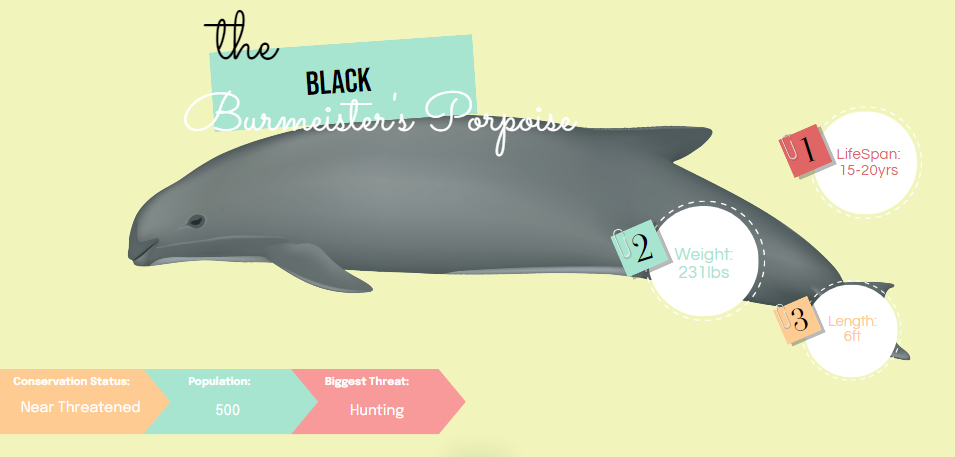 the
BLACK
Burmeister's Porpoise
1
LifeSpan:
15-20yrs
2
Weight:
231lbs
3
Length:
6ft
Conservation Status:
Near Threatened
Population:
500
Biggest Threat:
Hunting